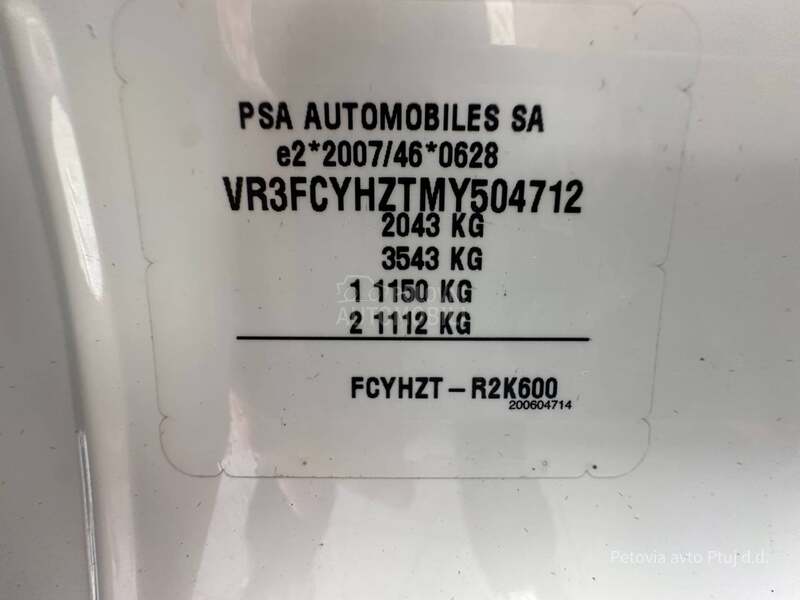 PSA AUTOMOBILES SA
e2*2007/46*0628
VR3FCYHZTMY504712
2043 KG
3543 KG
1 1150 KG
2 1112 KG
FCYHZT – R2K600
200604714
Petovia avto Ptuj d.d.